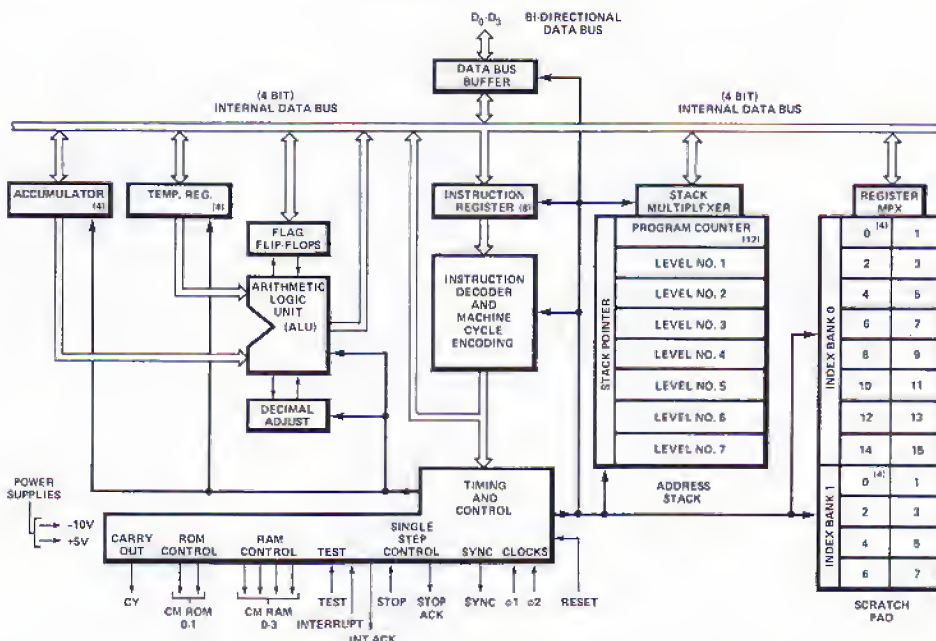 D0-D3
BI-DIRECTIONAL
DATA BUS
DATA BUS
BUFFER
(4 BIT)
INTERNAL DATA BUS
(4 BIT)
INTERNAL DATA BUS
ACCUMULATOR
(4)
TEMP. REG.
(4)
FLAG
FLIP-FLOPS
ARITHMETIC
LOGIC
UNIT
(ALU)
DECIMAL
ADJUST
INSTRUCTION
REGISTER (8)
INSTRUCTION
DECODER
AND
MACHINE
CYCLE
ENCODING
STACK
MULTIPLEXER
STACK POINTER
PROGRAM COUNTER
(12)
LEVEL NO. 1
LEVEL NO. 2
LEVEL NO. 3
LEVEL NO. 4
LEVEL NO. 5
LEVEL NO. 6
LEVEL NO. 7
ADDRESS
STACK
REGISTER
MPX
INDEX BANK 0
0 (4) 1
2 3
4 5
6 7
8 9
10 11
12 13
14 15
INDEX BANK 1
0 (4) 1
2 3
4 5
6 7
SCRATCH
PAD
POWER
SUPPLIES
-10V
+5V
TIMING
AND
CONTROL
CARRY
OUT
ROM
CONTROL
RAM
CONTROL
TEST
SINGLE
STEP
CONTROL
SYNC
CLOCKS
CY
CM ROM
0-1
CM RAM
0-3
TEST
INTERRUPT
INT ACK
STOP
STOP
ACK
SYNC
φ1
φ2
RESET